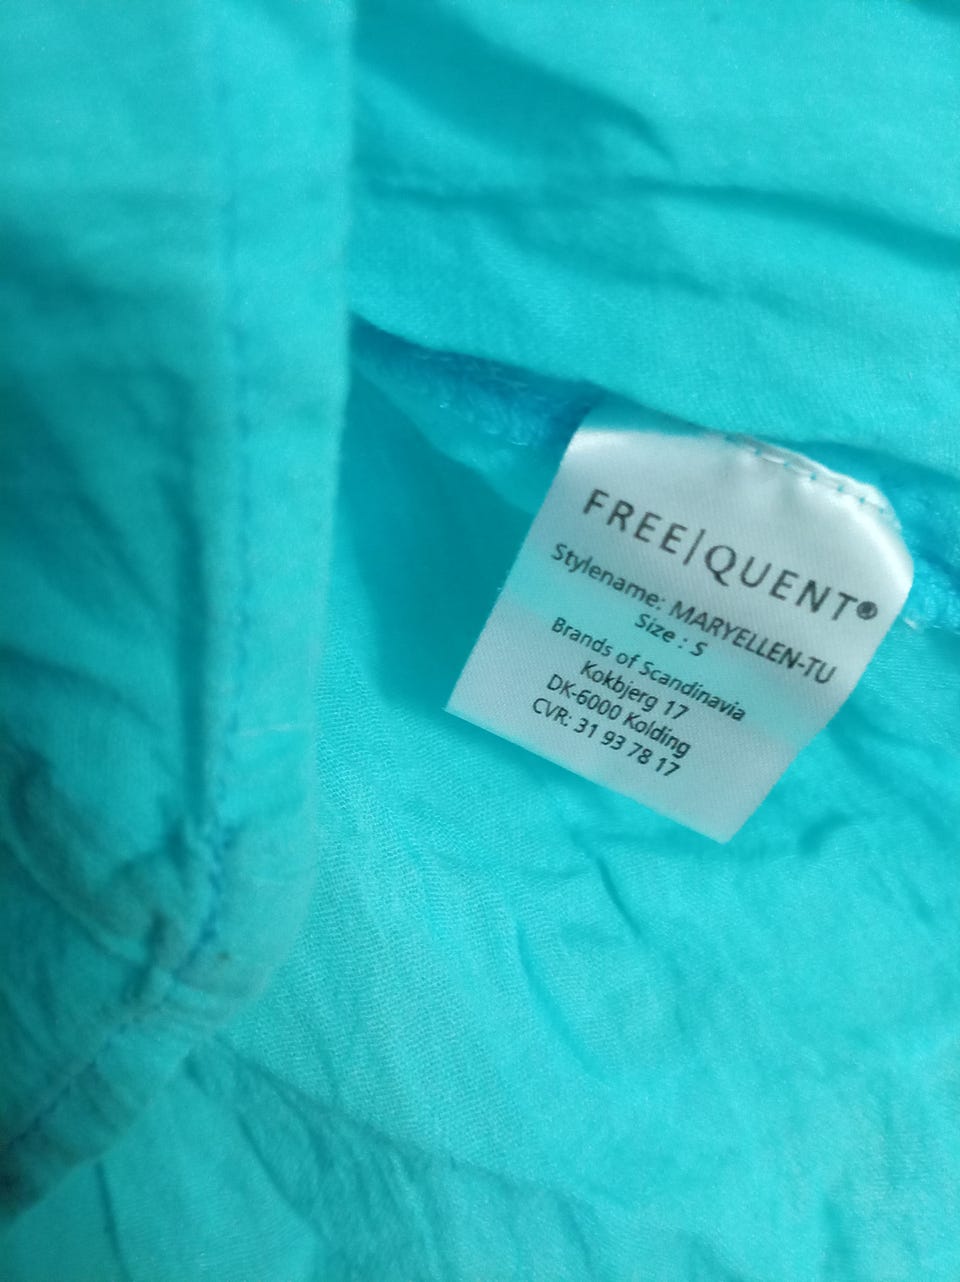 FREE|QUENT®
Stylename: MARYELLEN-TU
Size : S
Brands of Scandinavia
Kokbjerg 17
DK-6000 Kolding
CVR: 31 93 78 17